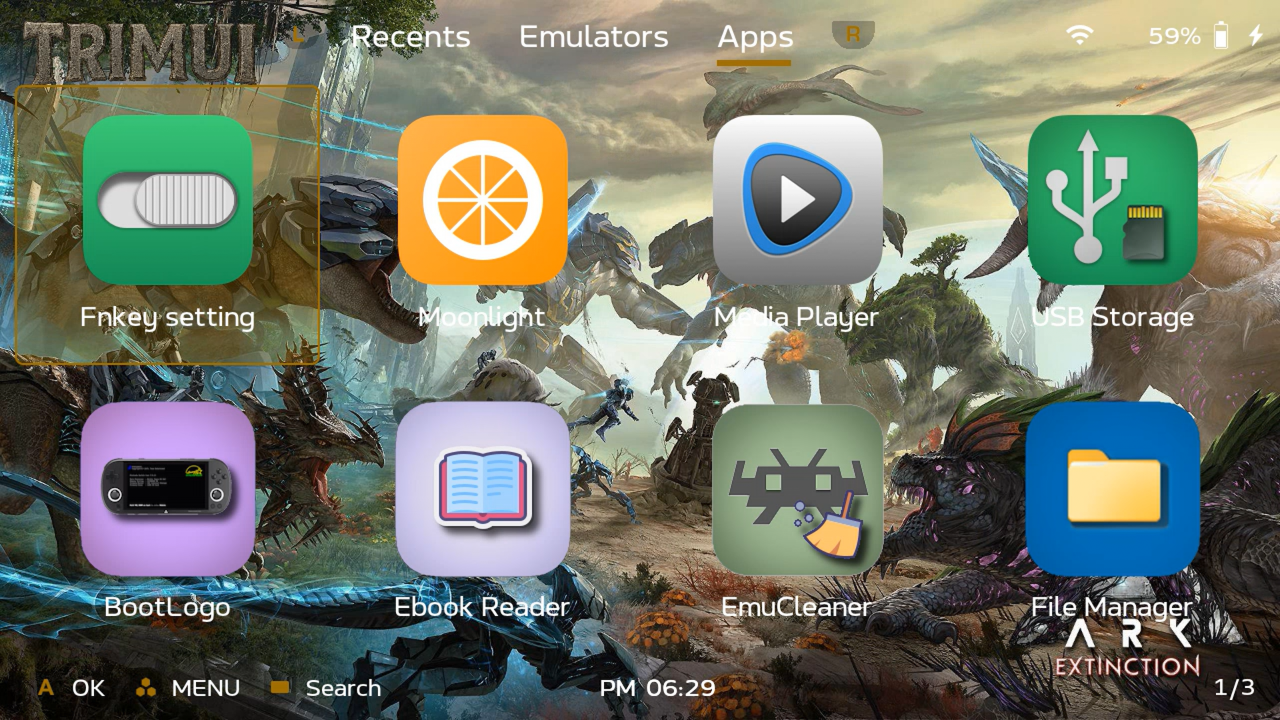 TRIMUI L Recents Emulators Apps R 59%
Fnkey setting Moonlight Media Player USB Storage
BootLogo Ebook Reader EmuCleaner File Manager
ARK
EXTINCTION
A OK MENU Search PM 06:29 1/3